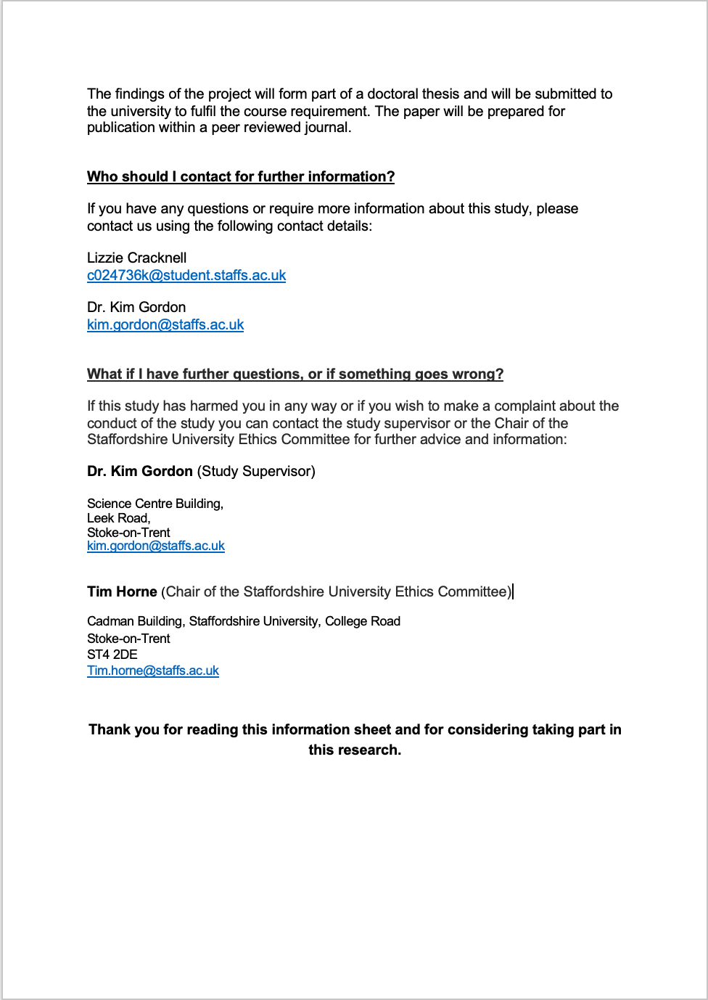 The findings of the project will form part of a doctoral thesis and will be submitted to
the university to fulfil the course requirement. The paper will be prepared for
publication within a peer reviewed journal.
Who should I contact for further information?
If you have any questions or require more information about this study, please
contact us using the following contact details:
Lizzie Cracknell
c024736k@student.staffs.ac.uk
Dr. Kim Gordon
kim.gordon@staffs.ac.uk
What if I have further questions, or if something goes wrong?
If this study has harmed you in any way or if you wish to make a complaint about the
conduct of the study you can contact the study supervisor or the Chair of the
Staffordshire University Ethics Committee for further advice and information:
Dr. Kim Gordon (Study Supervisor)
Science Centre Building,
Leek Road,
Stoke-on-Trent
kim.gordon@staffs.ac.uk
Tim Horne (Chair of the Staffordshire University Ethics Committee)
Cadman Building, Staffordshire University, College Road
Stoke-on-Trent
ST4 2DE
Tim.horne@staffs.ac.uk
Thank you for reading this information sheet and for considering taking part in
this research.